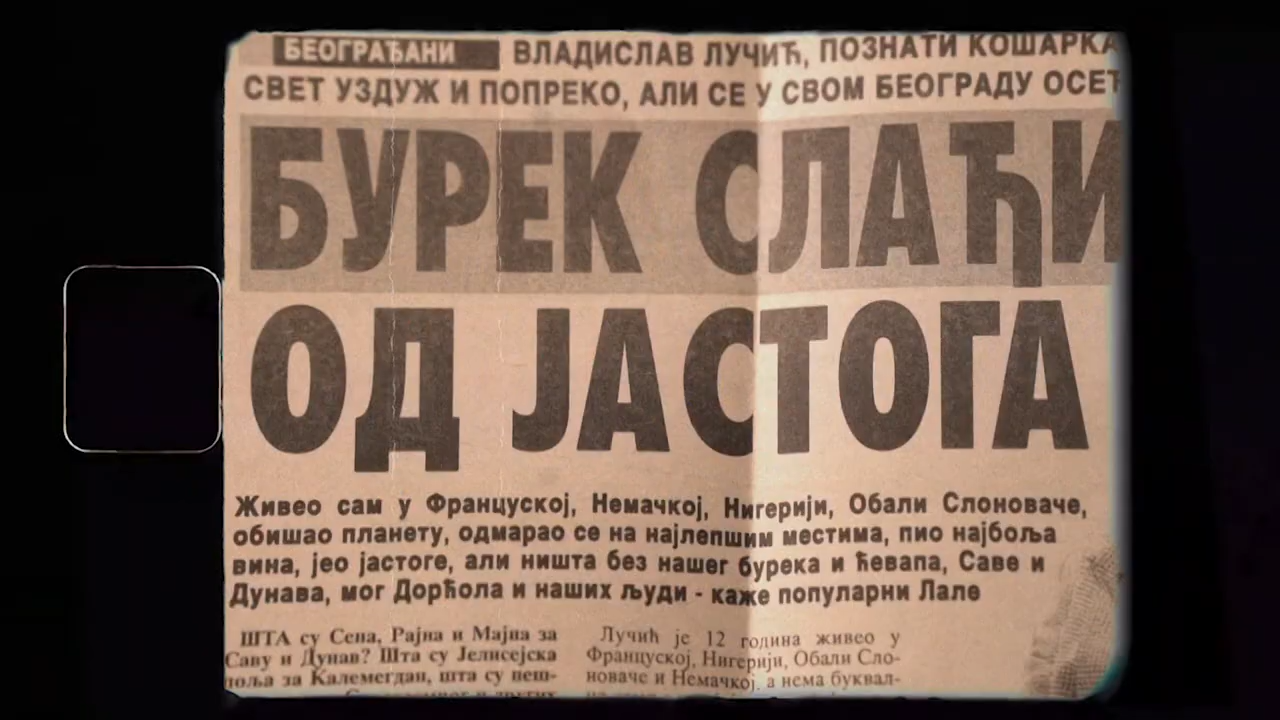 БЕОГРАЂАНИ ВЛАДИСЛАВ ЛУЧИЋ, ПОЗНАТИ КОШАРКА
СВЕТ УЗДУЖ И ПОПРЕКО, АЛИ СЕ У СВОМ БЕОГРАДУ ОСЕТ
БУРЕК СЛАЂИ
ОД ЈАСТОГА
Живео сам у Француској, Немачкој, Нигерији, Обали Слоноваче,
обишао планету, одмарао се на најлепшим местима, пио најбоља
вина, јео јастоге, али ништа без нашег бурека и ћевапа, Саве и
Дунава, мог Дорћола и наших људи - каже популарни Лале
ШТА су Сена, Рајна и Мајна за
Саву и Дунав? Шта су Јелисејска
поља за Калемегдан, шта су неш-
Лучић је 12 година живео у
Француској, Нигерији, Обали Сло-
новаче и Немачкој, а нема буквал-